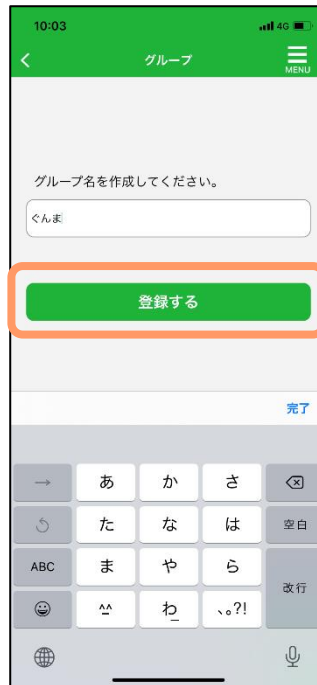 10:03 4G
グループ
MENU
グループ名を作成してください。
ぐんま
登録する
完了
→ あ か さ
た な は 空白
ABC ま や ら 改行
^^ わ_ 、。?!